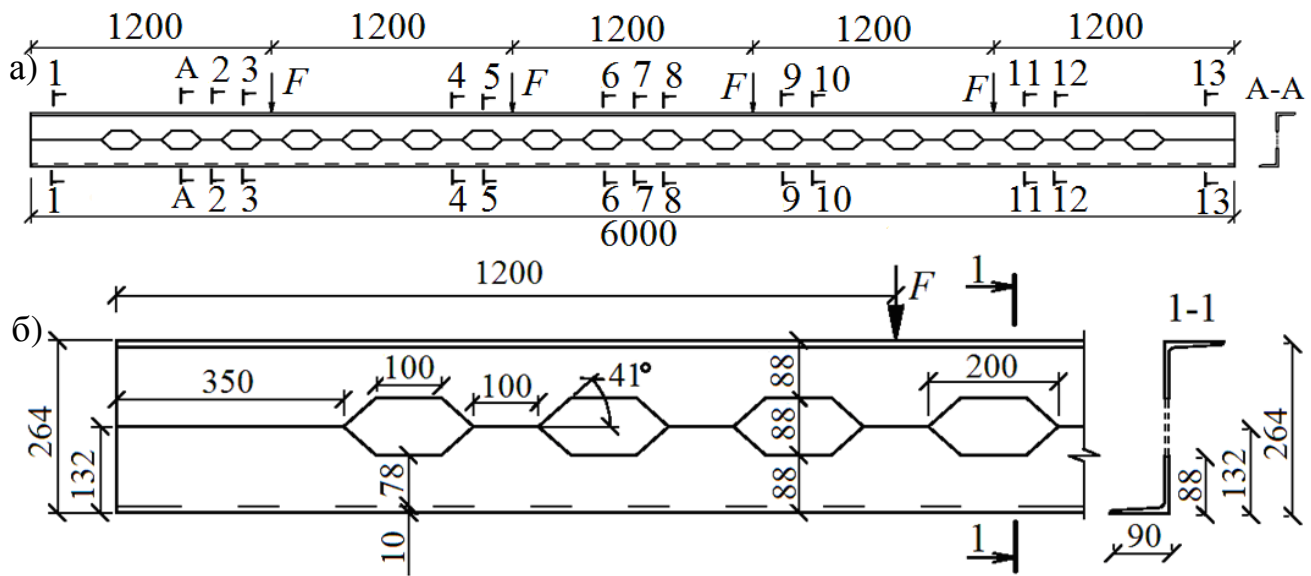 1200 1200 1200 1200 1200
а)
1 A 2 3 F 4 5 F 6 7 8 F 9 10 F 11 12 13 A-A
1 A 2 3 4 5 6 7 8 9 10 11 12 13
6000
б)
1200 F 1
1-1
350 100 100 41° 88 200
264 132 78 88 88 88 132 264
10 1 90